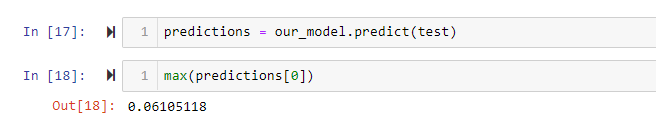 In [17]: 1 predictions = our_model.predict(test)
In [18]: 1 max(predictions[0])
Out[18]: 0.06105118